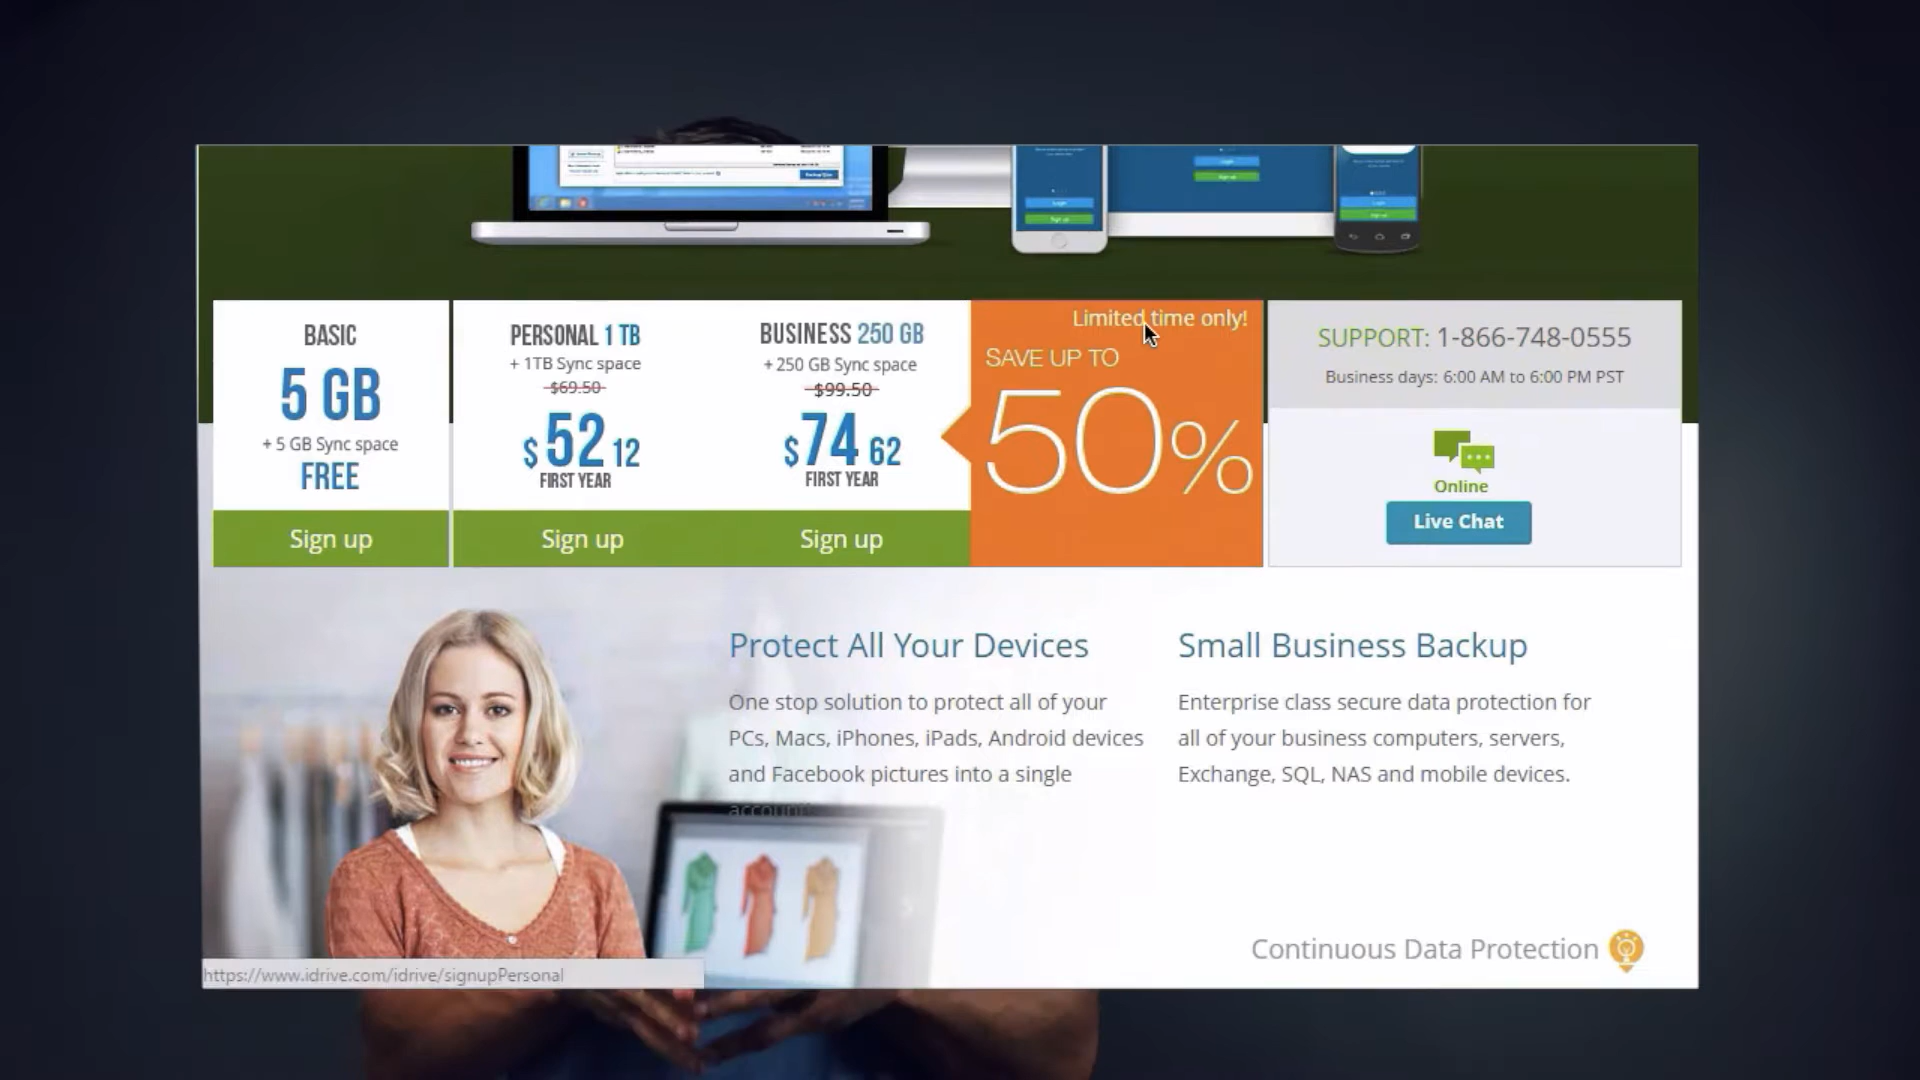 BASIC
5 GB
+ 5 GB Sync space
FREE
Sign up
PERSONAL 1 TB
+ 1TB Sync space
$69.50
$52 12
FIRST YEAR
Sign up
BUSINESS 250 GB
+ 250 GB Sync space
$99.50
$74 62
FIRST YEAR
Sign up
Limited time only!
SAVE UP TO
50%
SUPPORT: 1-866-748-0555
Business days: 6:00 AM to 6:00 PM PST
Online
Live Chat
Protect All Your Devices
One stop solution to protect all of your
PCs, Macs, iPhones, iPads, Android devices
and Facebook pictures into a single
account!
Small Business Backup
Enterprise class secure data protection for
all of your business computers, servers,
Exchange, SQL, NAS and mobile devices.
Continuous Data Protection
https://www.idrive.com/idrive/signupPersonal